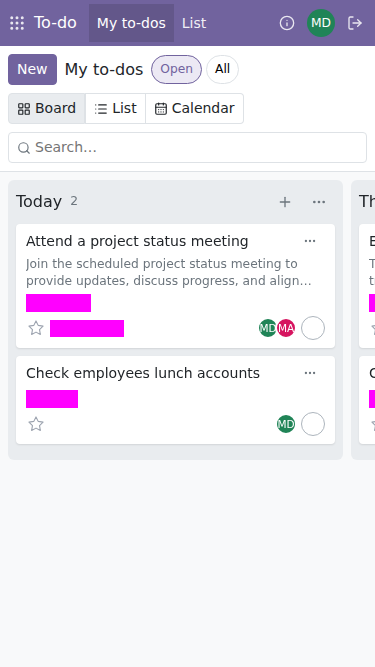 To-do My to-dos List MD
New My to-dos Open All
Board List Calendar
Search...
Today 2
Th
Attend a project status meeting
Join the scheduled project status meeting to
provide updates, discuss progress, and align...
MD MA
Check employees lunch accounts
MD